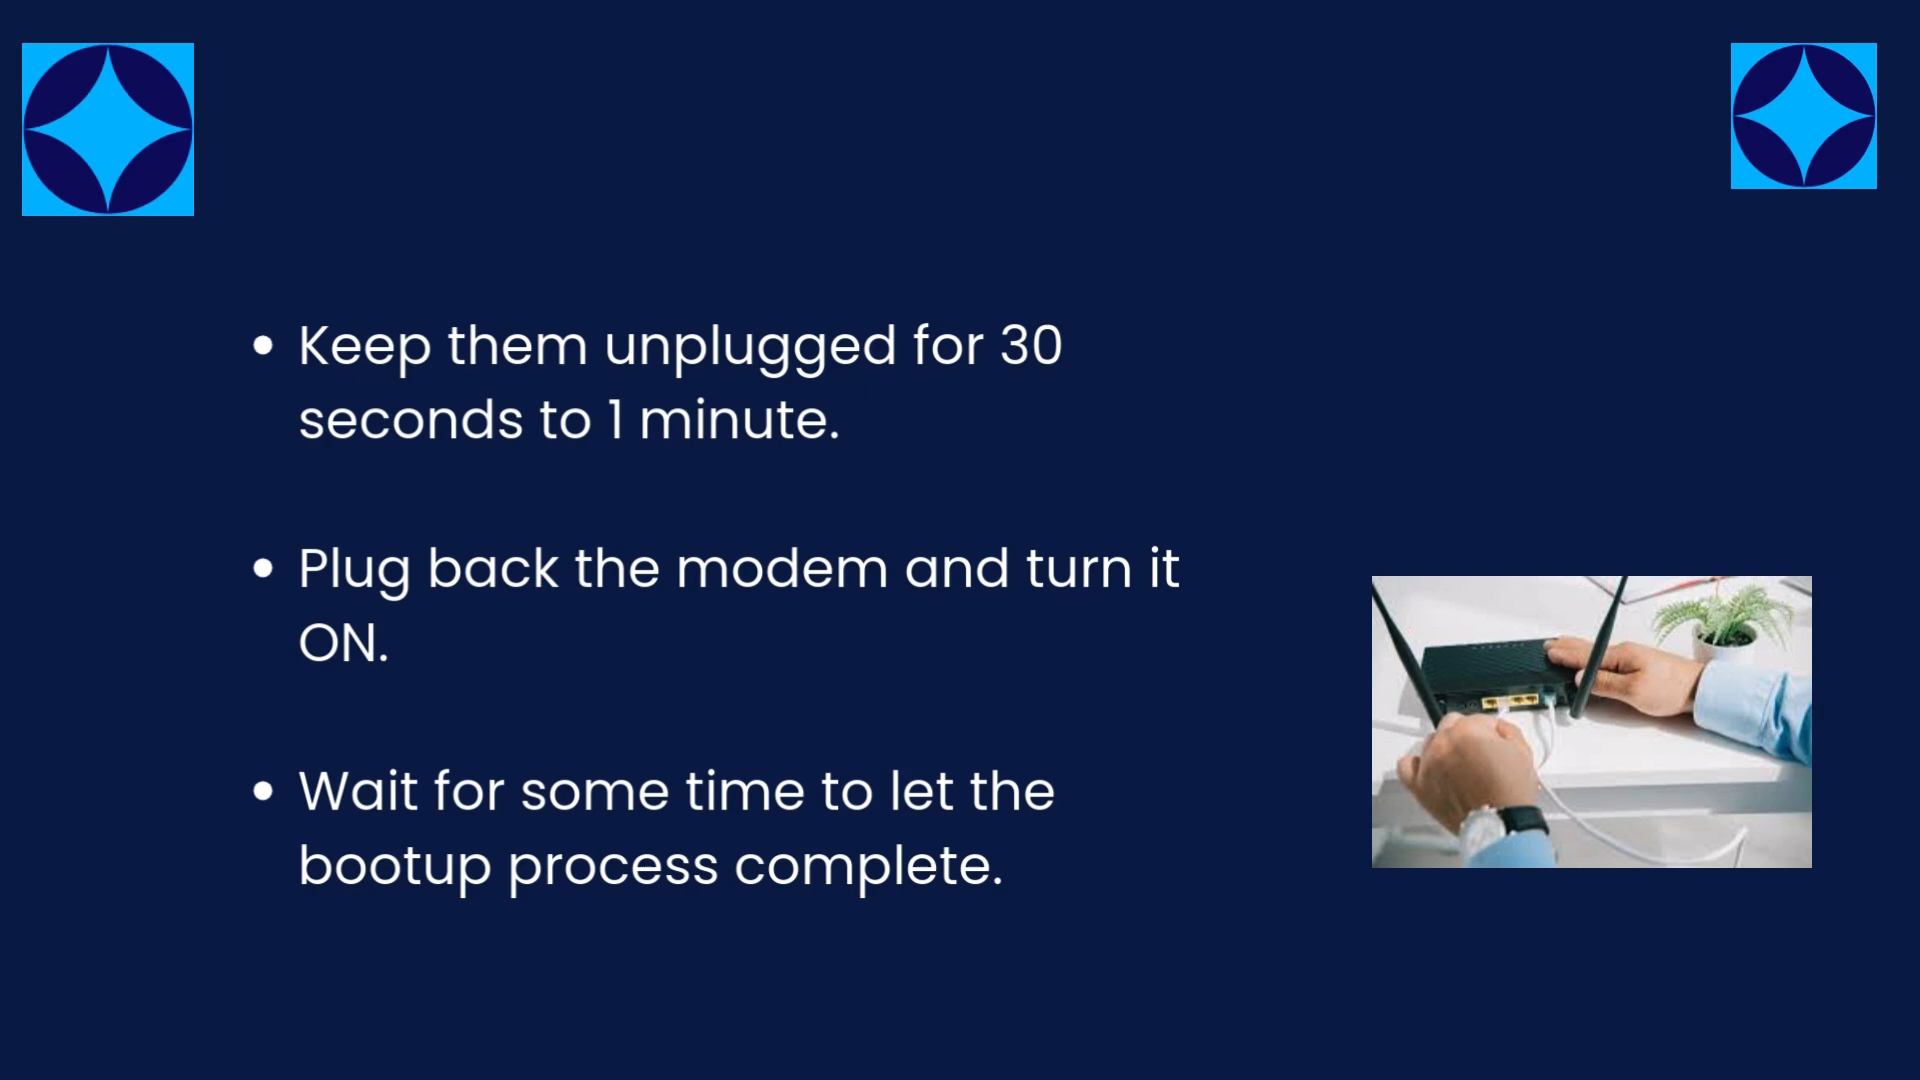 • Keep them unplugged for 30
seconds to 1 minute.
• Plug back the modem and turn it
ON.
• Wait for some time to let the
bootup process complete.